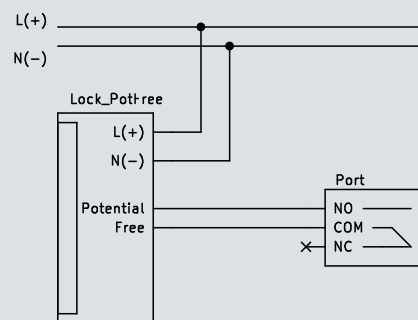 L(+)
N(−)
Lock_PotFree
L(+)
N(−)
Potential
Free
Port
NO
COM
NC